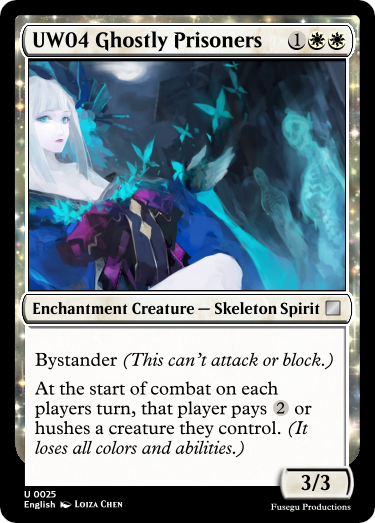 UW04 Ghostly Prisoners 1
Enchantment Creature — Skeleton Spirit
Bystander (This can't attack or block.)
At the start of combat on each
players turn, that player pays 2 or
hushes a creature they control. (It
loses all colors and abilities.)
3/3
U 0025
English Loiza Chen
Fusegu Productions